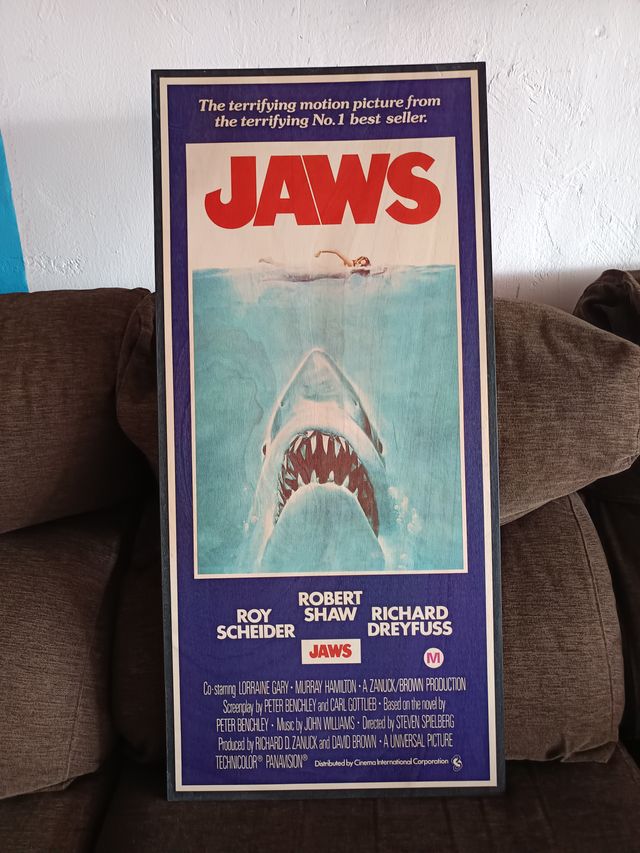 The terrifying motion picture from
the terrifying No. 1 best seller.
JAWS
ROY
SCHEIDER
ROBERT
SHAW
RICHARD
DREYFUSS
JAWS
M
Co-starring LORRAINE GARY • MURRAY HAMILTON • A ZANUCK/BROWN PRODUCTION
Screenplay by PETER BENCHLEY and CARL GOTTLIEB • Based on the novel by
PETER BENCHLEY • Music by JOHN WILLIAMS • Directed by STEVEN SPIELBERG
Produced by RICHARD D. ZANUCK and DAVID BROWN • A UNIVERSAL PICTURE
TECHNICOLOR® PANAVISION® Distributed by Cinema International Corporation